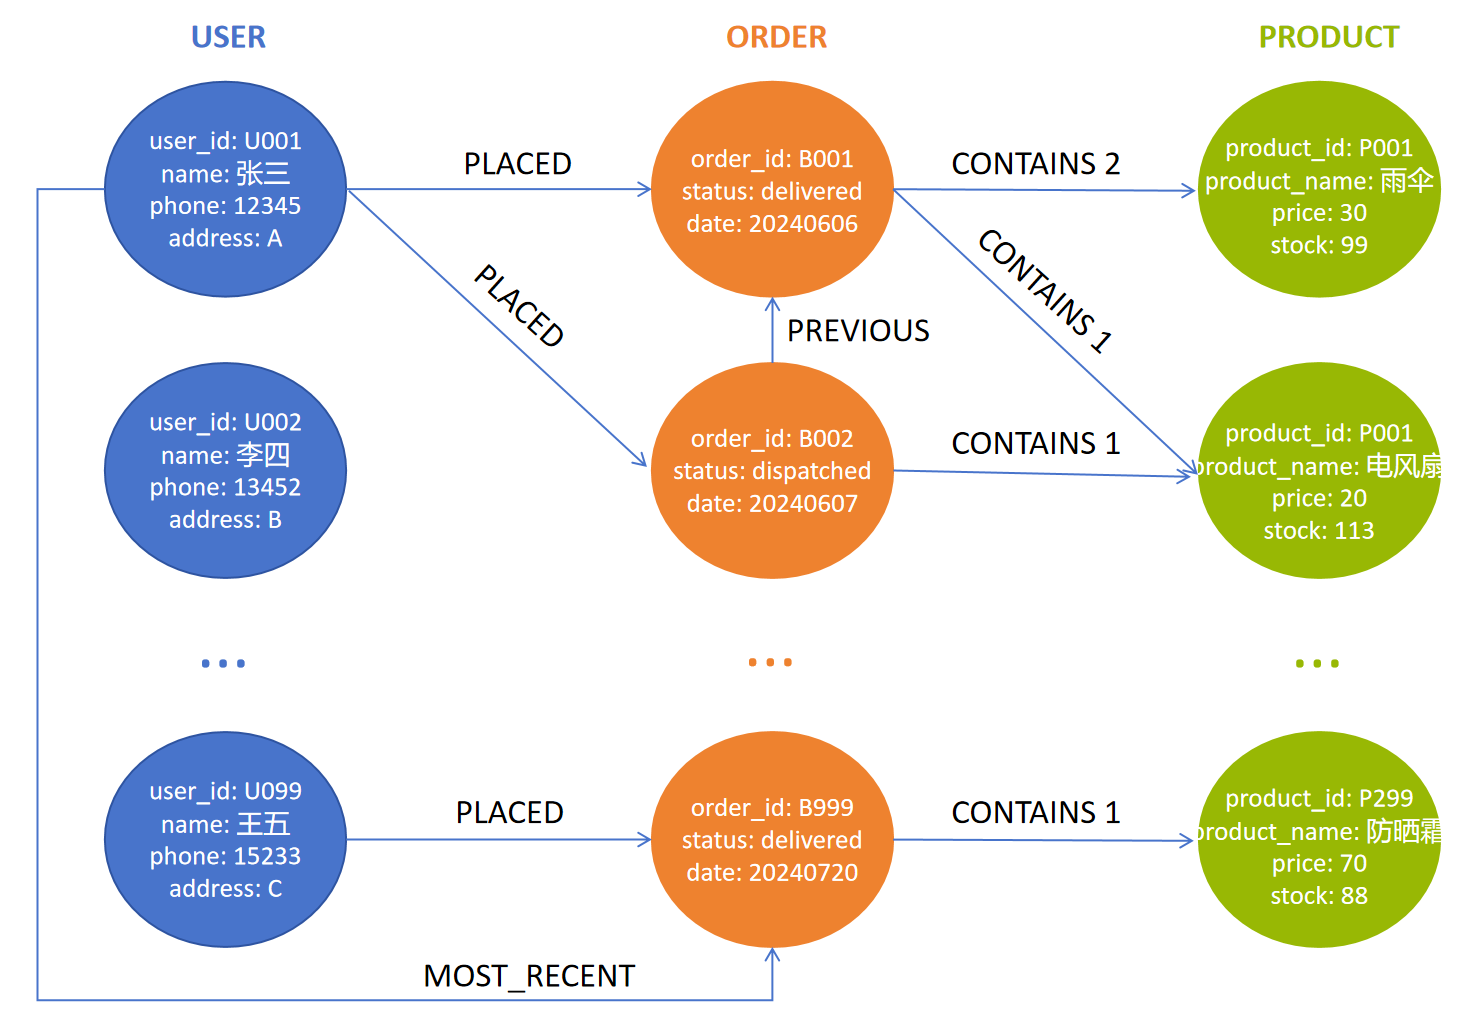 USER
ORDER
PRODUCT
user_id: U001
name: 张三
phone: 12345
address: A
PLACED
order_id: B001
status: delivered
date: 20240606
CONTAINS 2
product_id: P001
product_name: 雨伞
price: 30
stock: 99
PLACED
PREVIOUS
CONTAINS 1
user_id: U002
name: 李四
phone: 13452
address: B
order_id: B002
status: dispatched
date: 20240607
CONTAINS 1
product_id: P001
product_name: 电风扇
price: 20
stock: 113
...
...
...
user_id: U099
name: 王五
phone: 15233
address: C
PLACED
order_id: B999
status: delivered
date: 20240720
CONTAINS 1
product_id: P299
product_name: 防晒霜
price: 70
stock: 88
MOST_RECENT